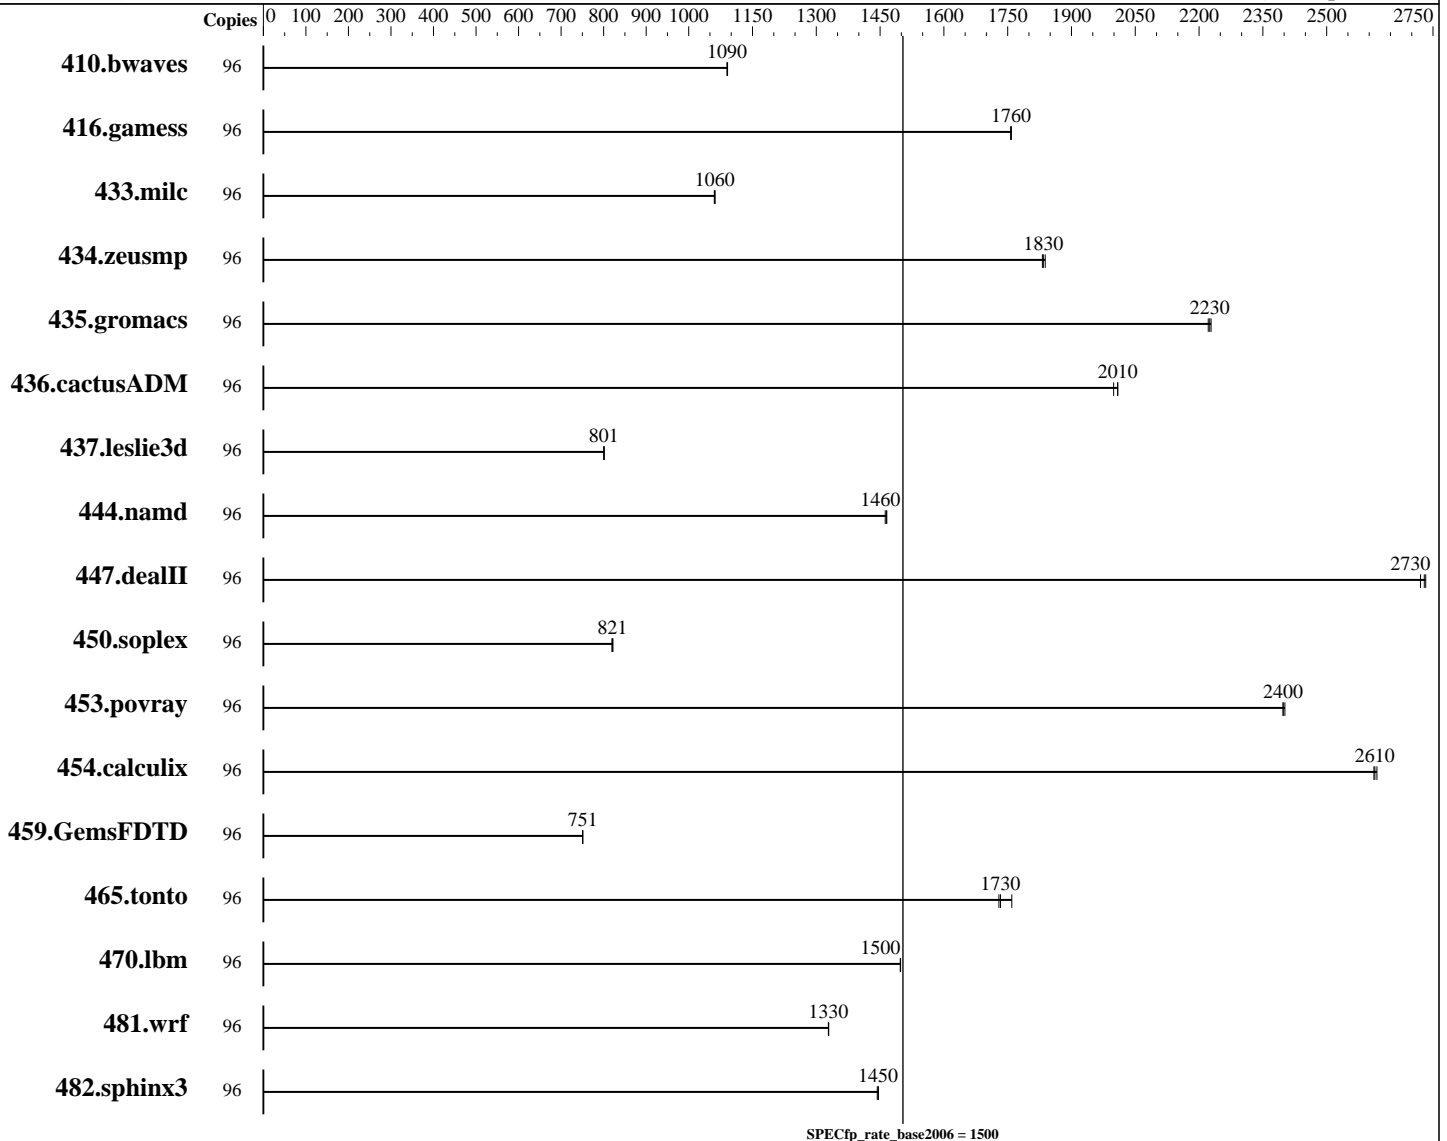 Copies 0 100 200 300 400 500 600 700 800 900 1000 1150 1300 1450 1600 1750 1900 2050 2200 2350 2500 2750
410.bwaves 96 1090
416.gamess 96 1760
433.milc 96 1060
434.zeusmp 96 1830
435.gromacs 96 2230
436.cactusADM 96 2010
437.leslie3d 96 801
444.namd 96 1460
447.dealII 96 2730
450.soplex 96 821
453.povray 96 2400
454.calculix 96 2610
459.GemsFDTD 96 751
465.tonto 96 1730
470.lbm 96 1500
481.wrf 96 1330
482.sphinx3 96 1450
SPECfp_rate_base2006 = 1500